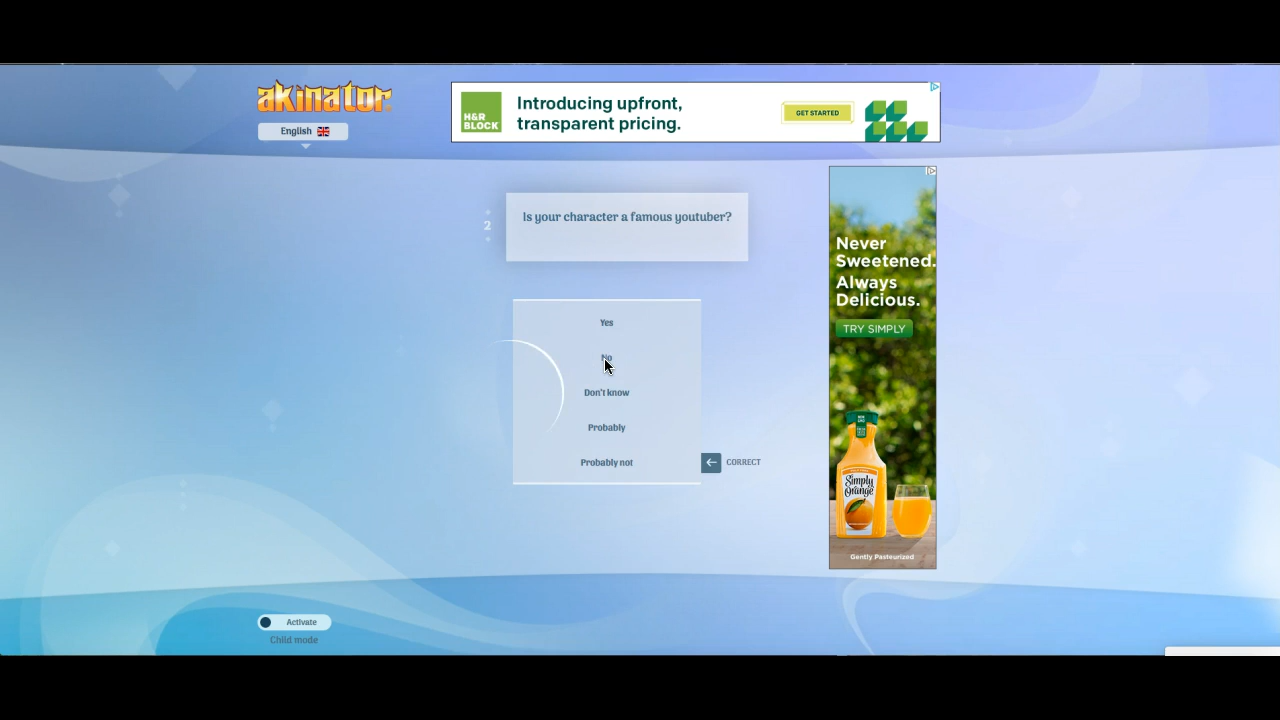 akinator
English
H&R
BLOCK
Introducing upfront,
transparent pricing.
GET STARTED
2
Is your character a famous youtuber?
Yes
No
Don't know
Probably
Probably not
CORRECT
Never
Sweetened.
Always
Delicious.
TRY SIMPLY
Simply
Orange
Gently Pasteurized
Activate
Child mode